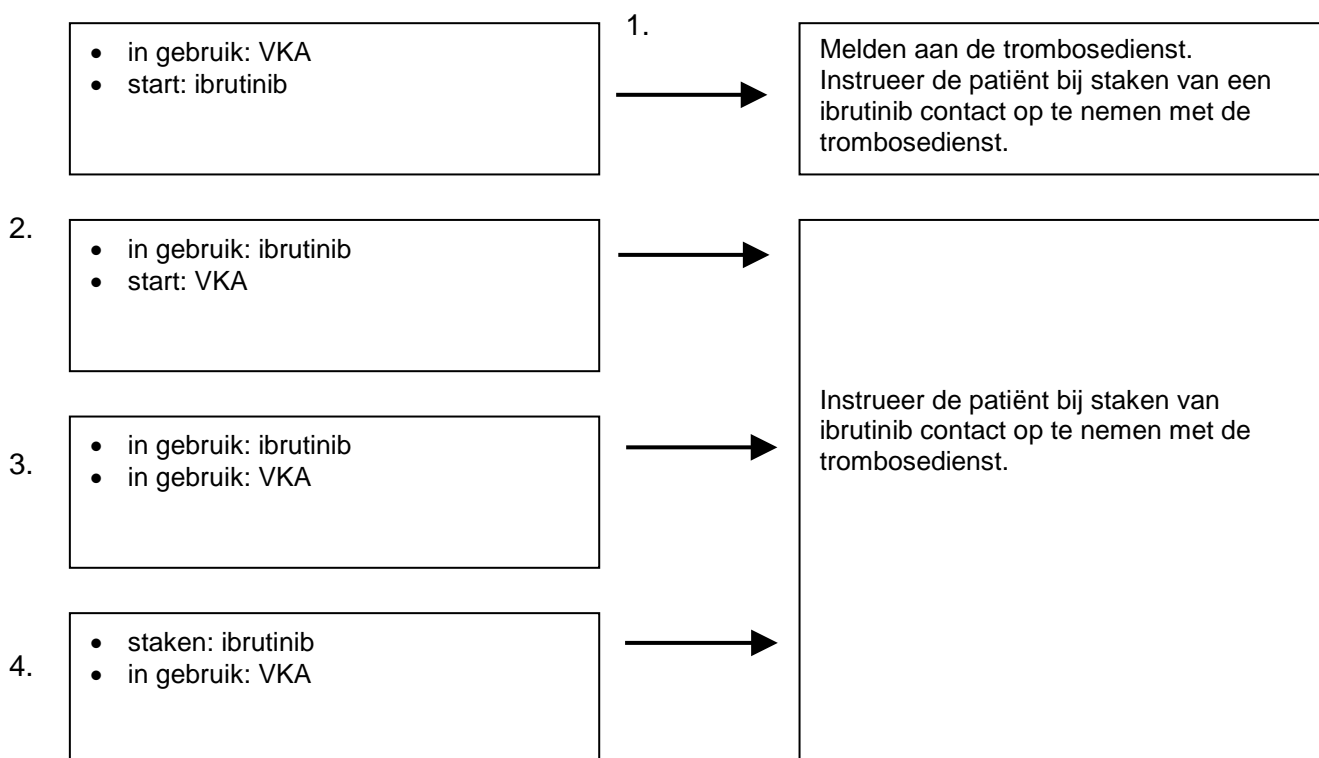 1.
• in gebruik: VKA
• start: ibrutinib
Melden aan de trombosedienst.
Instrueer de patiënt bij staken van een
ibrutinib contact op te nemen met de
trombosedienst.
2.
• in gebruik: ibrutinib
• start: VKA
3.
• in gebruik: ibrutinib
• in gebruik: VKA
Instrueer de patiënt bij staken van
ibrutinib contact op te nemen met de
trombosedienst.
4.
• staken: ibrutinib
• in gebruik: VKA